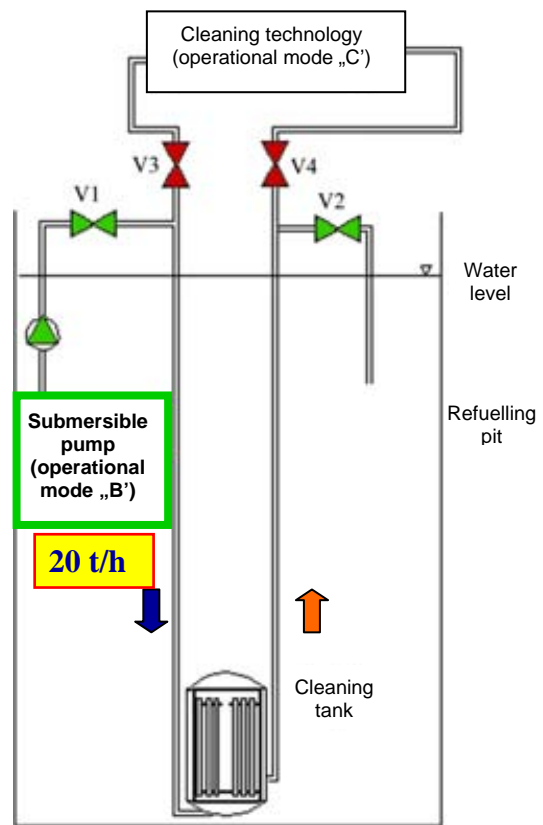 Cleaning technology
(operational mode „C’)
V3
V4
V1
V2
Water
level
Submersible
pump
(operational
mode „B’)
Refuelling
pit
20 t/h
Cleaning
tank